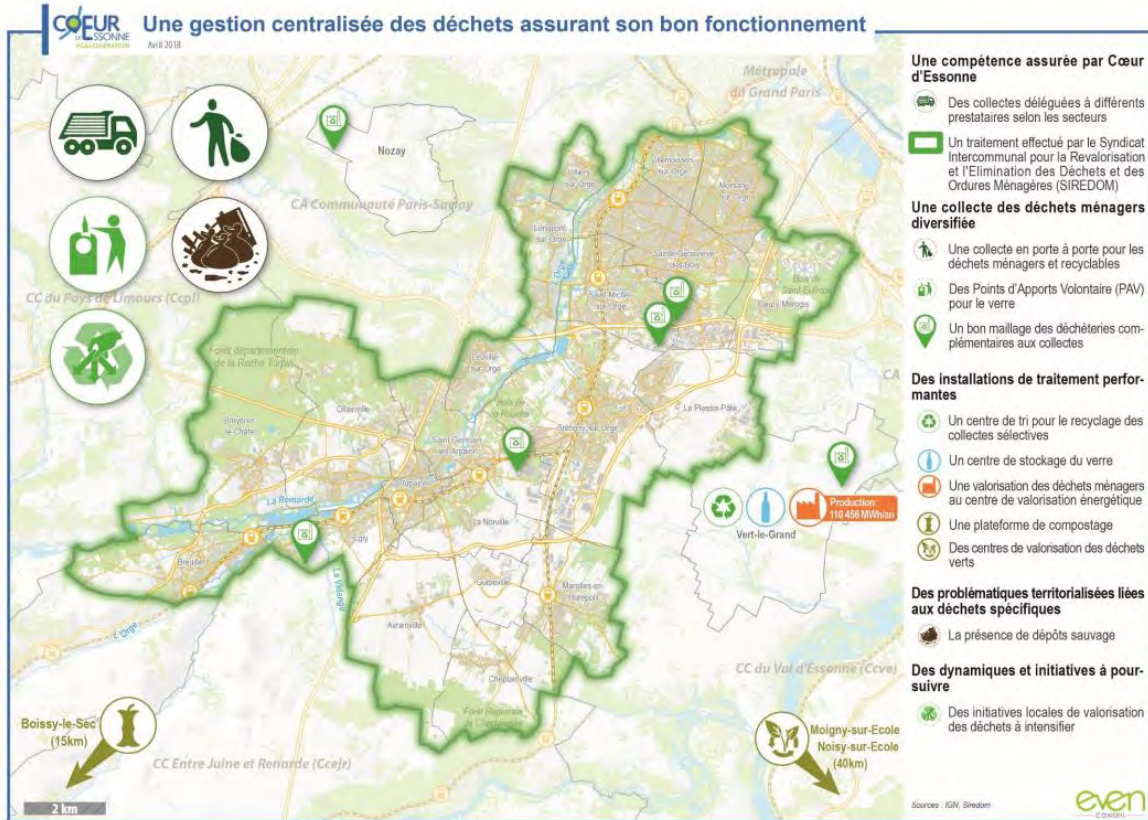 CŒUR
D'ESSONNE
AGGLOMÉRATION
Une gestion centralisée des déchets assurant son bon fonctionnement
Avril 2018
Métropole
du Grand Paris
Nozay
CA Communauté Paris-Saclay
CC du Pays de Limours (Ccpl)
Villiers-
sur-Orge
Villemoisson
-sur-Orge
Morsang
-sur-Orge
Longpont
-sur-Orge
Orge
Sainte-Geneviève
-des-Bois
Saint-Michel
-sur-Orge
Fleury-Mérogis
Forêt départementale
de la Roche Turpin
Leuville
-sur-Orge
CA
Ollainville
Bruyères-
le-Châtel
Saint-Germain
-lès-Arpajon
Brétigny-sur-Orge
Le Plessis-Pâté
Arpajon
La Norville
La Rémarde
Egly
Breuillet
Guibeville
Marolles-en
-Hurepoix
Avrainville
Cheptainville
Orge
Production:
110 456 MWh/an
Vert-le-Grand
CC du Val d'Essonne (Ccve)
Boissy-le-Sec
(15km)
CC Entre Juine et Renarde (Ccejr)
Moigny-sur-Ecole
Noisy-sur-Ecole
(40km)
2 km
Une compétence assurée par Cœur
d'Essonne
Des collectes déléguées à différents
prestataires selon les secteurs
Un traitement effectué par le Syndicat
Intercommunal pour la Revalorisation
et l'Elimination des Déchets et des
Ordures Ménagères (SIREDOM)
Une collecte des déchets ménagers
diversifiée
Une collecte en porte à porte pour les
déchets ménagers et recyclables
Des Points d'Apports Volontaire (PAV)
pour le verre
Un bon maillage des déchèteries com-
plémentaires aux collectes
Des installations de traitement perfor-
mantes
Un centre de tri pour le recyclage des
collectes sélectives
Un centre de stockage du verre
Une valorisation des déchets ménagers
au centre de valorisation énergétique
Une plateforme de compostage
Des centres de valorisation des déchets
verts
Des problématiques territorialisées liées
aux déchets spécifiques
La présence de dépôts sauvage
Des dynamiques et initiatives à pour-
suivre
Des initiatives locales de valorisation
des déchets à intensifier
Sources : IGN, Siredom
even
CONSEIL